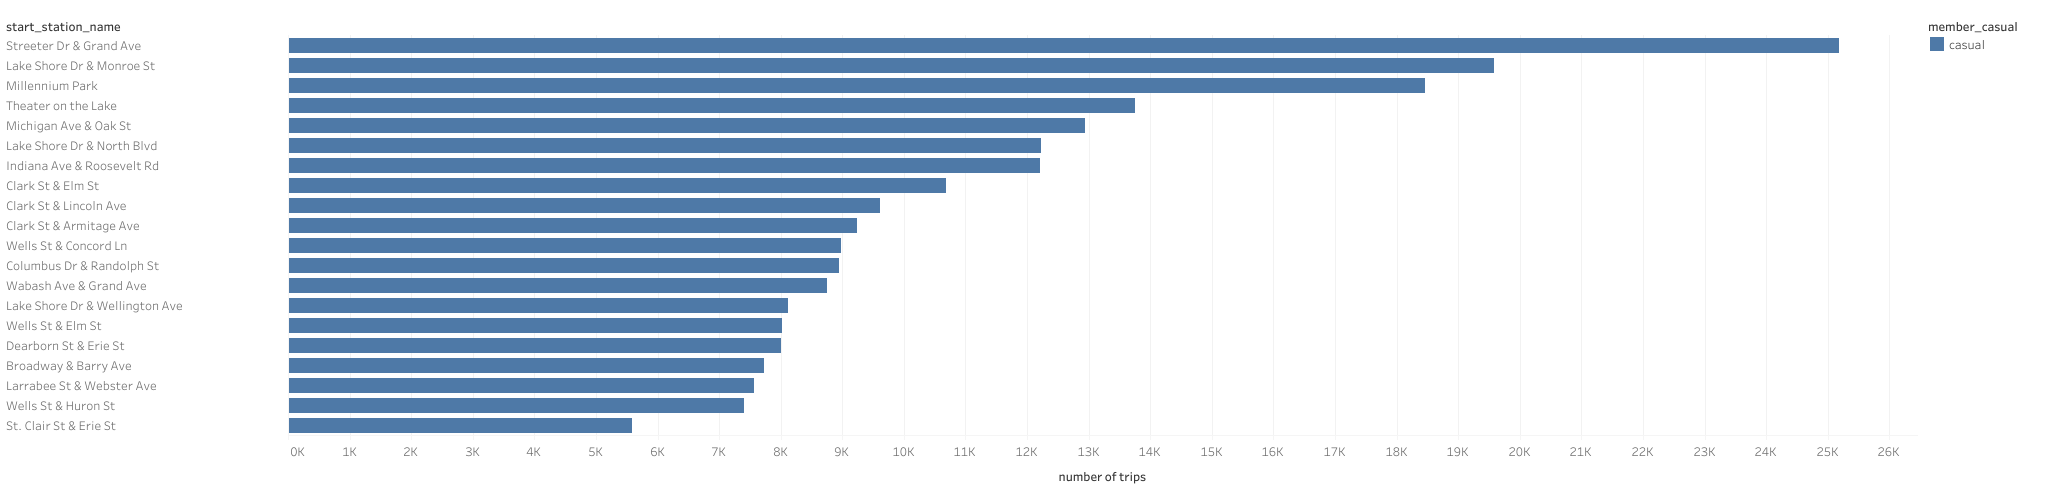 start_station_name
member_casual
Streeter Dr & Grand Ave
casual
Lake Shore Dr & Monroe St
Millennium Park
Theater on the Lake
Michigan Ave & Oak St
Lake Shore Dr & North Blvd
Indiana Ave & Roosevelt Rd
Clark St & Elm St
Clark St & Lincoln Ave
Clark St & Armitage Ave
Wells St & Concord Ln
Columbus Dr & Randolph St
Wabash Ave & Grand Ave
Lake Shore Dr & Wellington Ave
Wells St & Elm St
Dearborn St & Erie St
Broadway & Barry Ave
Larrabee St & Webster Ave
Wells St & Huron St
St. Clair St & Erie St
0K 1K 2K 3K 4K 5K 6K 7K 8K 9K 10K 11K 12K 13K 14K 15K 16K 17K 18K 19K 20K 21K 22K 23K 24K 25K 26K
number of trips